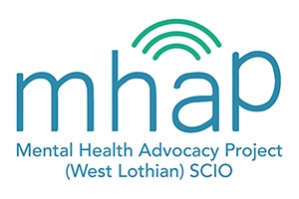 mhap
Mental Health Advocacy Project
(West Lothian) SCIO